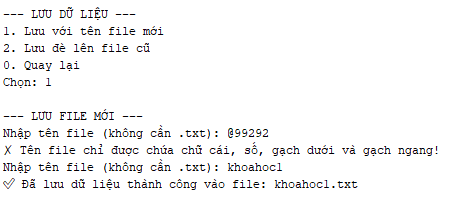 --- LƯU DỮ LIỆU ---
1. Lưu với tên file mới
2. Lưu đè lên file cũ
0. Quay lại
Chọn: 1
--- LƯU FILE MỚI ---
Nhập tên file (không cần .txt): @99292
✗ Tên file chỉ được chứa chữ cái, số, gạch dưới và gạch ngang!
Nhập tên file (không cần .txt): khoahoc1
✅ Đã lưu dữ liệu thành công vào file: khoahoc1.txt